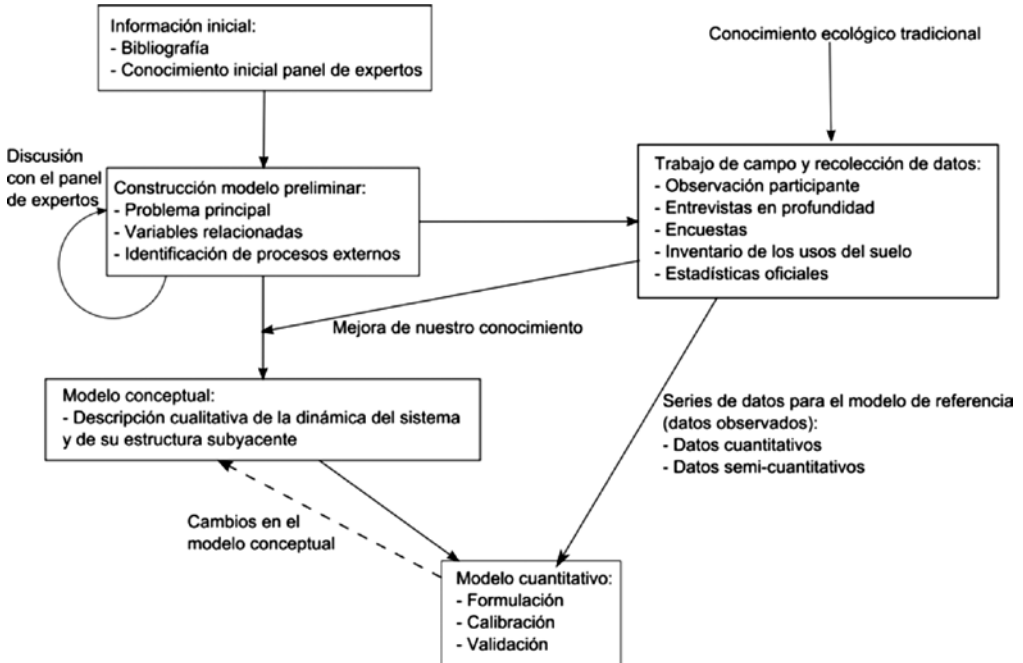 Información inicial:
- Bibliografía
- Conocimiento inicial panel de expertos
Conocimiento ecológico tradicional
Discusión
con el panel
de expertos
Construcción modelo preliminar:
- Problema principal
- Variables relacionadas
- Identificación de procesos externos
Trabajo de campo y recolección de datos:
- Observación participante
- Entrevistas en profundidad
- Encuestas
- Inventario de los usos del suelo
- Estadísticas oficiales
Mejora de nuestro conocimiento
Modelo conceptual:
- Descripción cualitativa de la dinámica del sistema
y de su estructura subyacente
Series de datos para el modelo de referencia
(datos observados):
- Datos cuantitativos
- Datos semi-cuantitativos
Cambios en el
modelo conceptual
Modelo cuantitativo:
- Formulación
- Calibración
- Validación